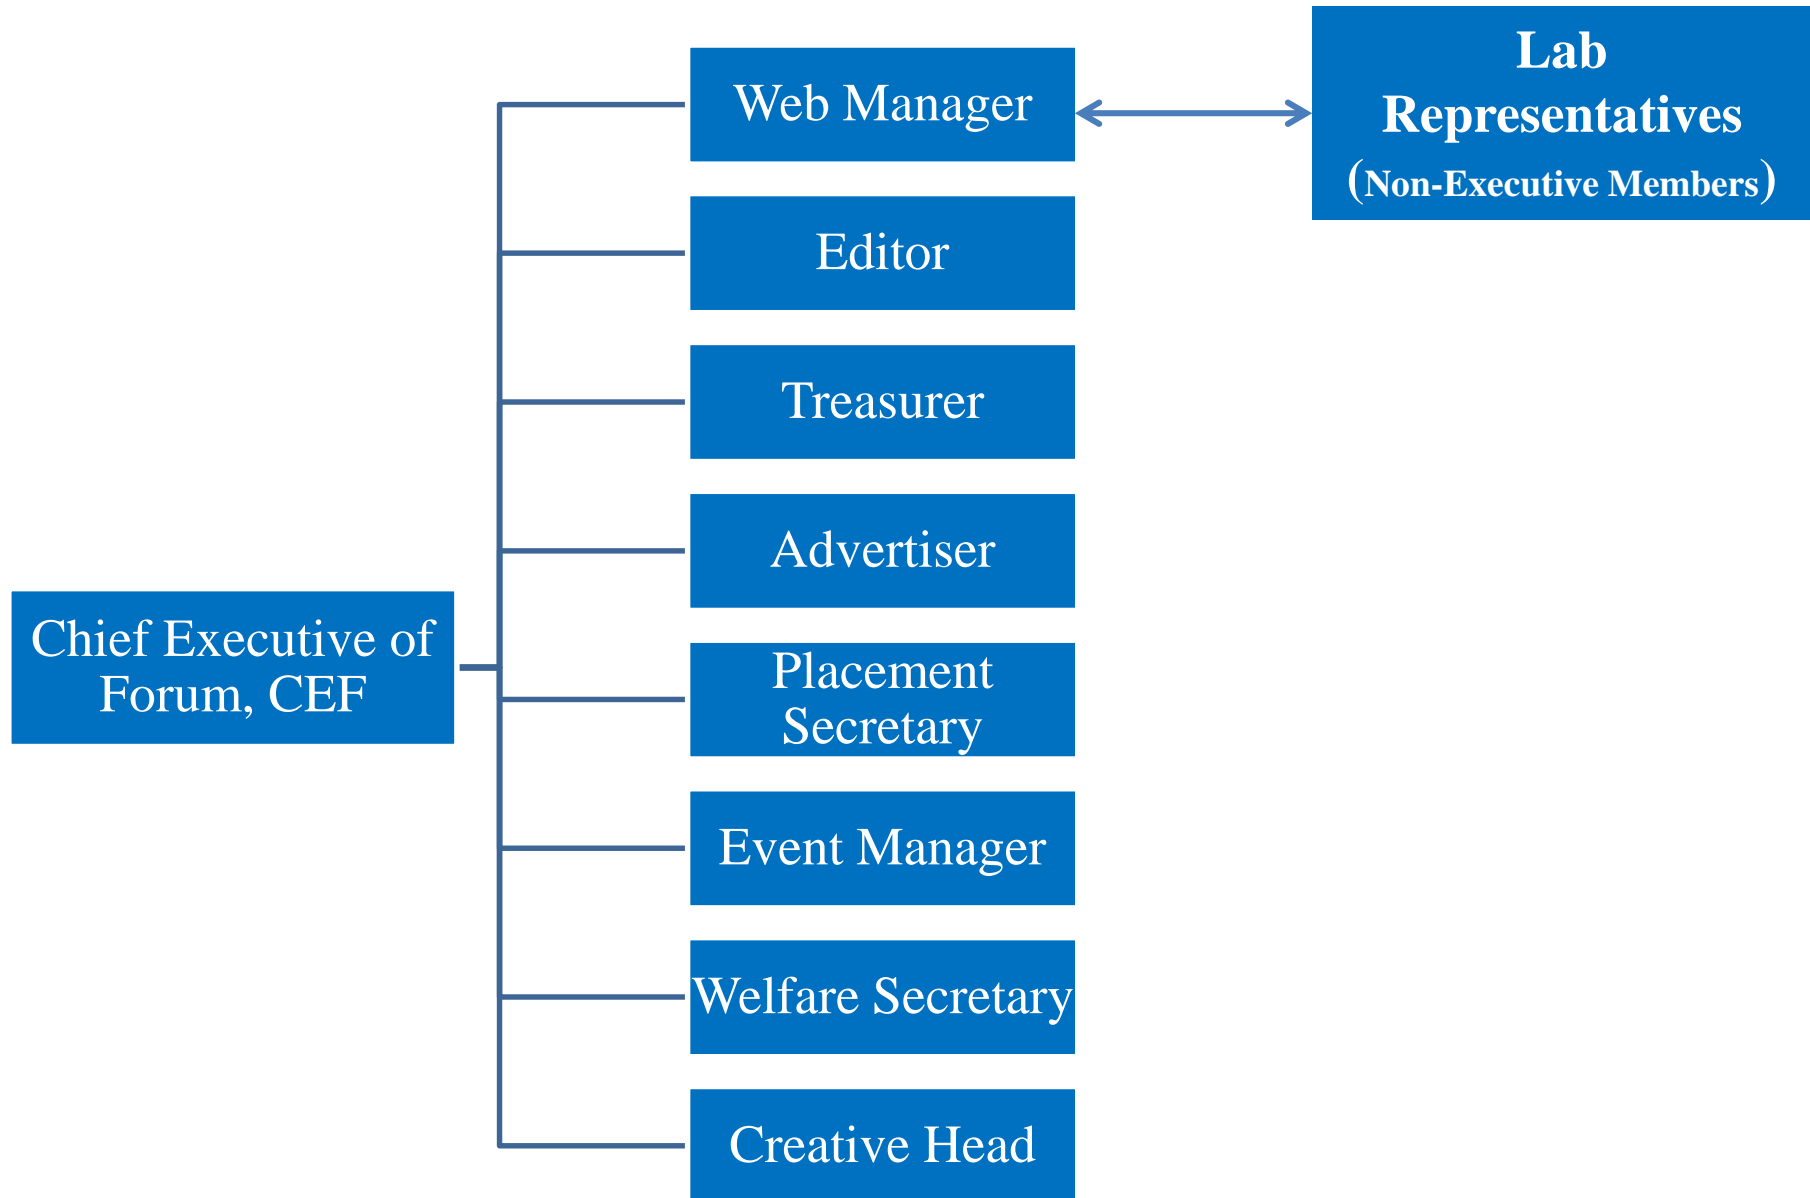 Web Manager
Lab
Representatives
(Non-Executive Members)
Editor
Treasurer
Advertiser
Chief Executive of
Forum, CEF
Placement
Secretary
Event Manager
Welfare Secretary
Creative Head